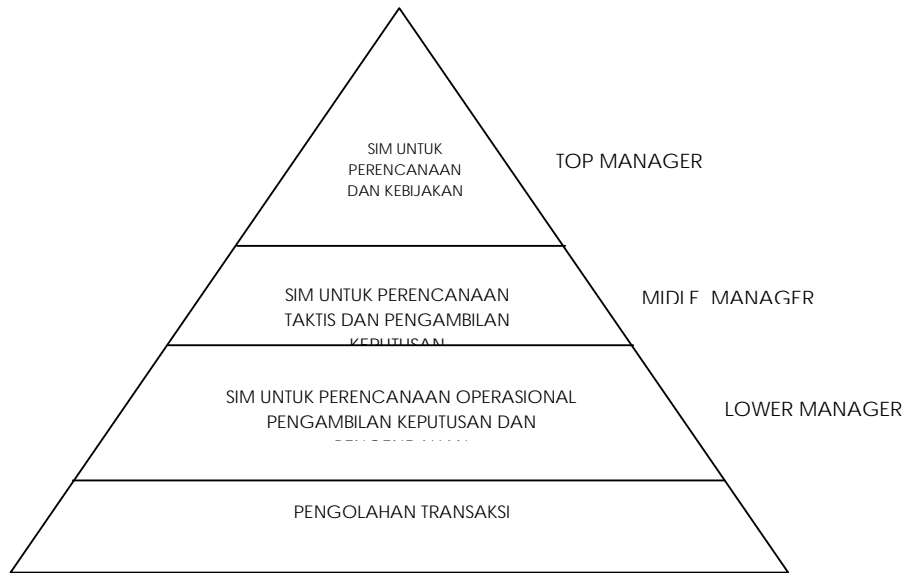 SIM UNTUK
PERENCANAAN
DAN KEBIJAKAN
TOP MANAGER
SIM UNTUK PERENCANAAN
TAKTIS DAN PENGAMBILAN
KEPUTUSAN
MIDLE MANAGER
SIM UNTUK PERENCANAAN OPERASIONAL
PENGAMBILAN KEPUTUSAN DAN
LOWER MANAGER
PENGOLAHAN TRANSAKSI